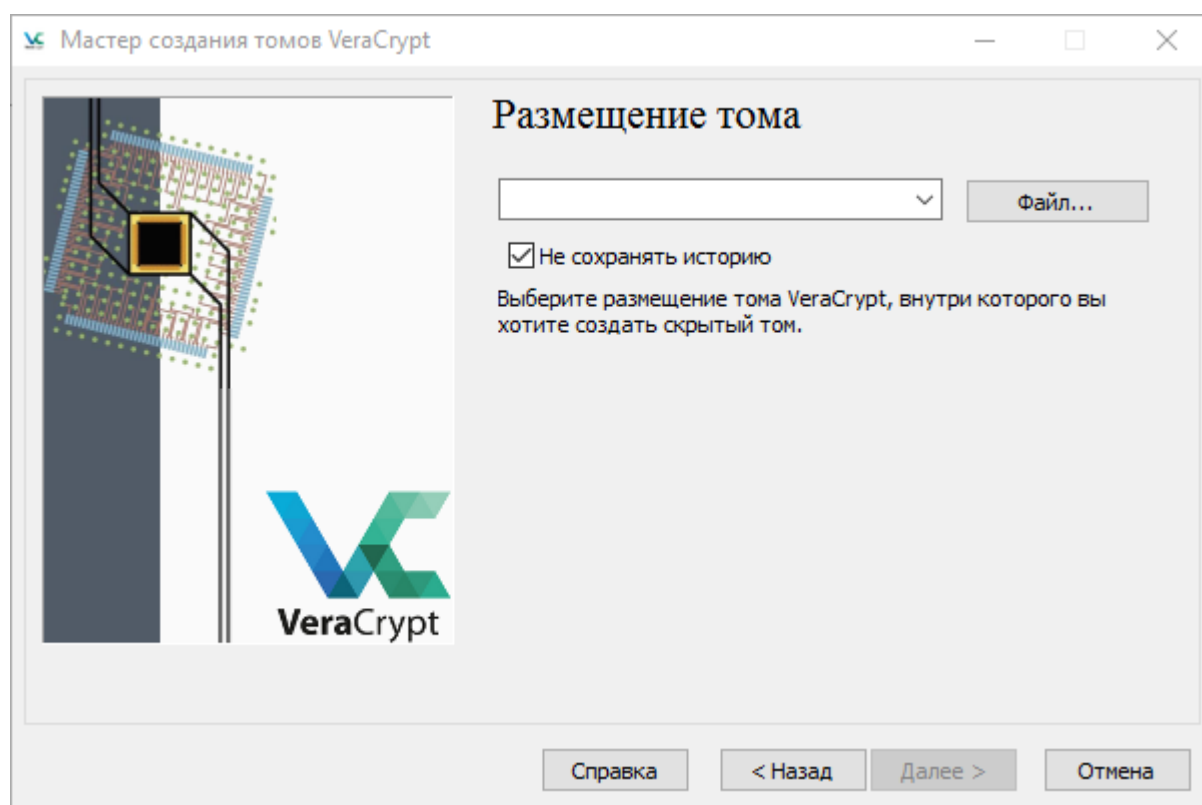 Мастер создания томов VeraCrypt
Размещение тома
Файл...
Не сохранять историю
Выберите размещение тома VeraCrypt, внутри которого вы
хотите создать скрытый том.
VeraCrypt
Справка
< Назад
Далее >
Отмена